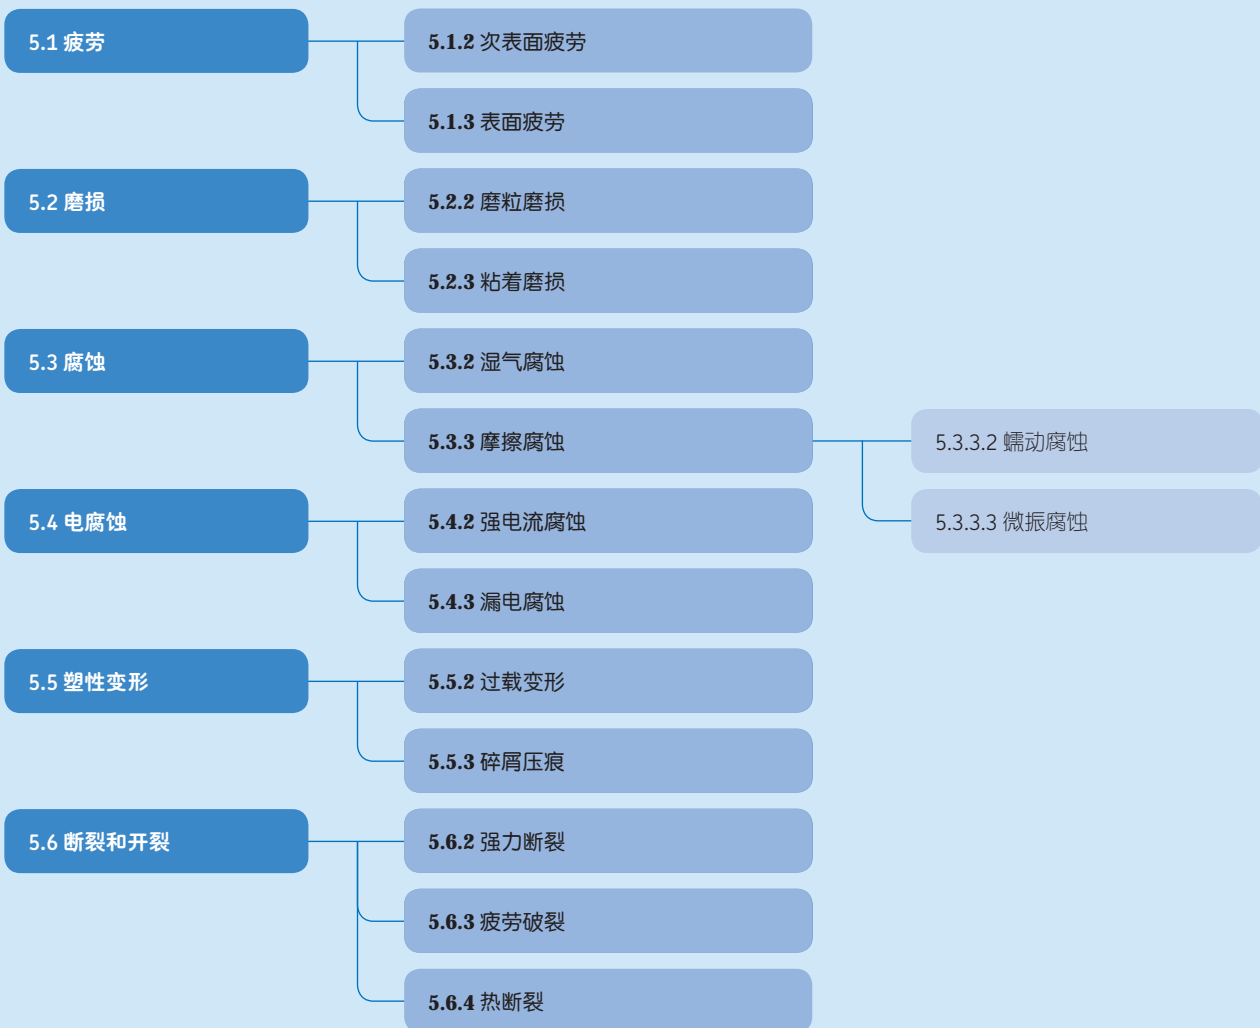 5.1 疲劳
5.1.2 次表面疲劳
5.1.3 表面疲劳
5.2 磨损
5.2.2 磨粒磨损
5.2.3 粘着磨损
5.3 腐蚀
5.3.2 湿气腐蚀
5.3.3 摩擦腐蚀
5.3.3.2 蠕动腐蚀
5.3.3.3 微振腐蚀
5.4 电腐蚀
5.4.2 强电流腐蚀
5.4.3 漏电腐蚀
5.5 塑性变形
5.5.2 过载变形
5.5.3 碎屑压痕
5.6 断裂和开裂
5.6.2 强力断裂
5.6.3 疲劳破裂
5.6.4 热断裂